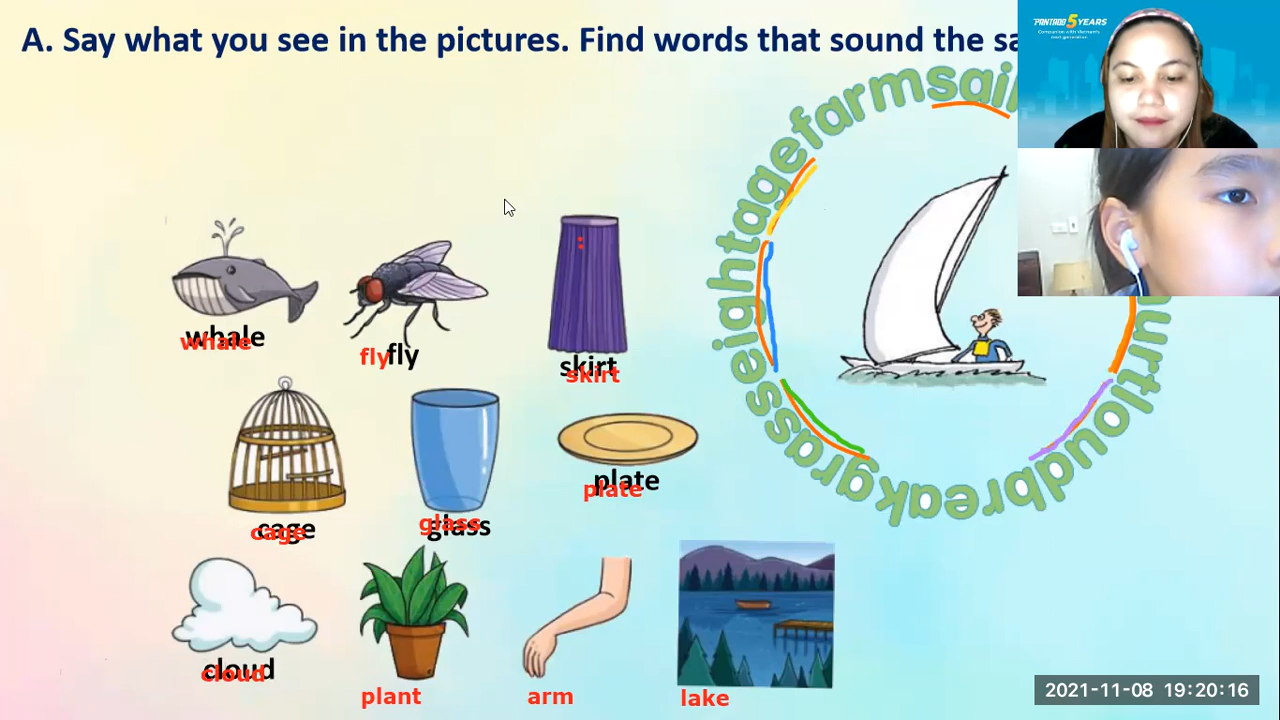 A. Say what you see in the pictures. Find words that sound the sa
PANTADO 5 YEARS
eightagefarmsail
urtloudbreakgrass
whale
whale
fly
fly
skirt
skirt
cage
cage
glass
glass
plate
plate
cloud
cloud
plant
arm
lake
2021-11-08 19:20:16